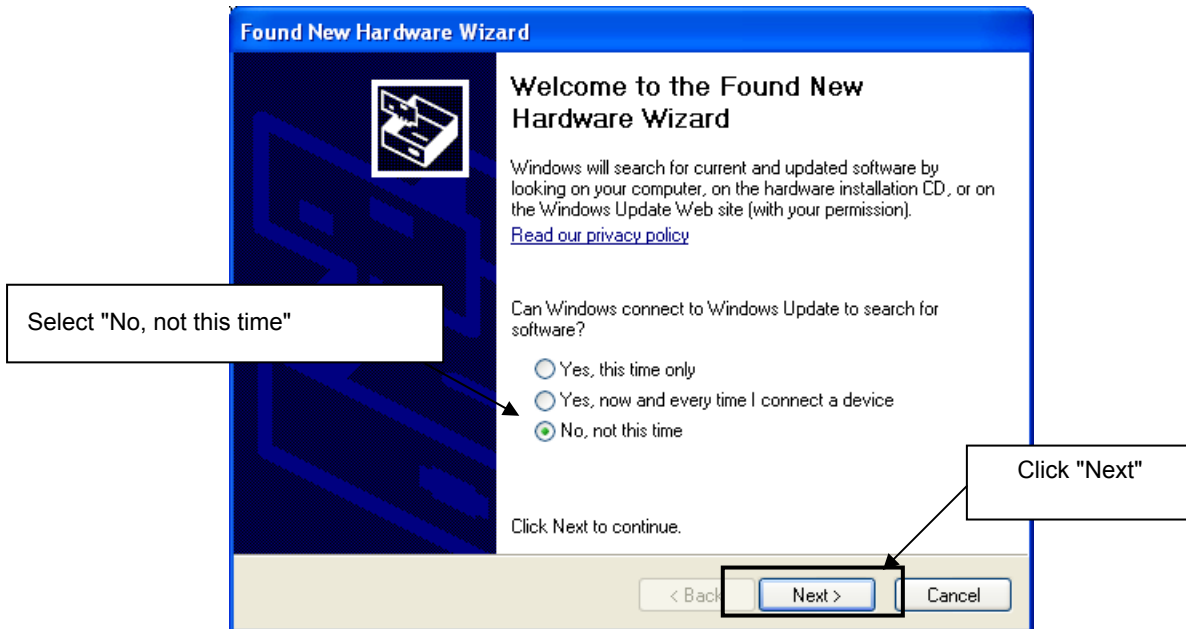 Found New Hardware Wizard
Welcome to the Found New
Hardware Wizard
Windows will search for current and updated software by
looking on your computer, on the hardware installation CD, or on
the Windows Update Web site (with your permission).
Read our privacy policy
Select "No, not this time"
Can Windows connect to Windows Update to search for
software?
Yes, this time only
Yes, now and every time I connect a device
No, not this time
Click "Next"
Click Next to continue.
< Back
Next >
Cancel